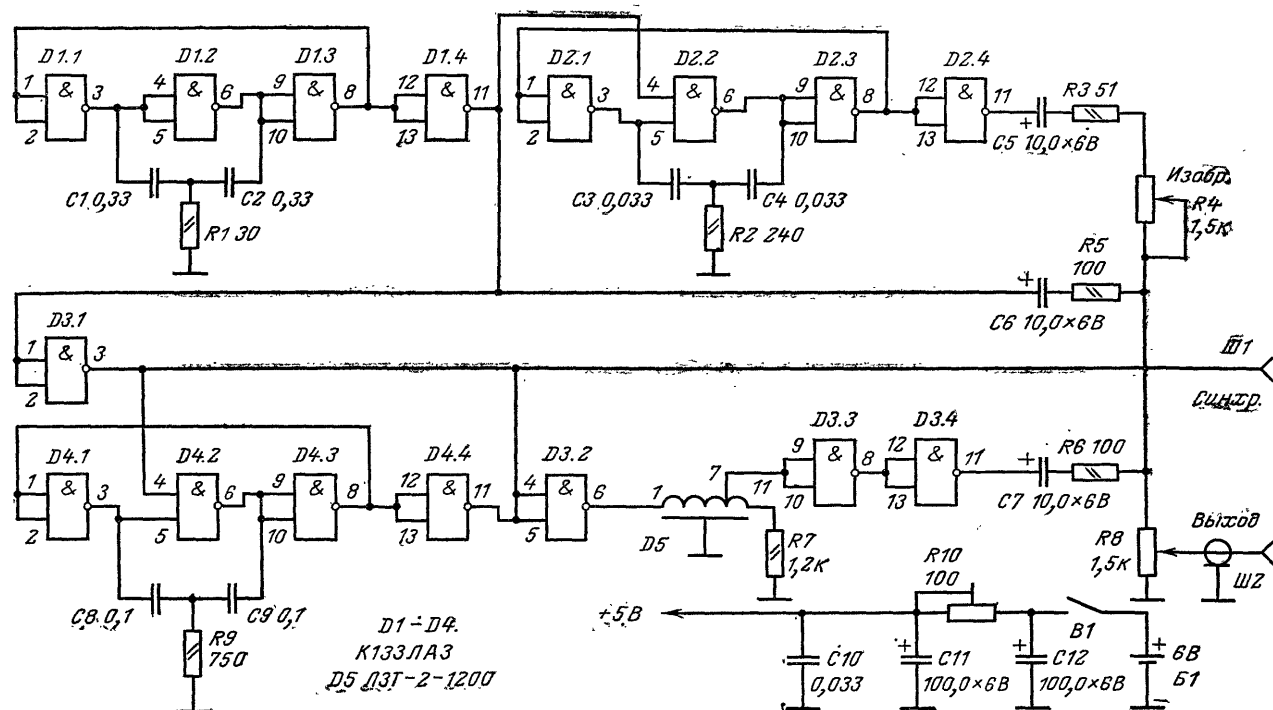 D1.1 D1.2 D1.3 D1.4 D2.1 D2.2 D2.3 D2.4
1 & 3 4 & 6 9 & 8 12 & 11 1 & 3 4 & 6 9 & 8 12 & 11 R3 51
2 5 10 13 2 5 10 13 + C5 10,0×6В
C1 0,33 C2 0,33 C3 0,033 C4 0,033 Изобр.
R4
1,5к
R1 30 R2 240 R5
100
+
C6 10,0×6В
D3.1
1 & 3 Ш1
2 Синхр.
D3.3 D3.4
D4.1 D4.2 D4.3 D4.4 D3.2 9 & 8 12 & 11 R6 100
1 & 3 4 & 6 9 & 8 12 & 11 4 & 6 1 7 11 10 13 + C7 10,0×6В
2 5 10 13 5 Выход
D5 R7
1,2к
R8
1,5к
Ш2
R10
100
C8 0,1 C9 0,1 +5В В1
R9
750
D1-D4
К133ЛА3
D5 ЛЗТ-2-1200
C10
0,033
+ C11
100,0×6В
+ C12
100,0×6В
+ 6В
Б1